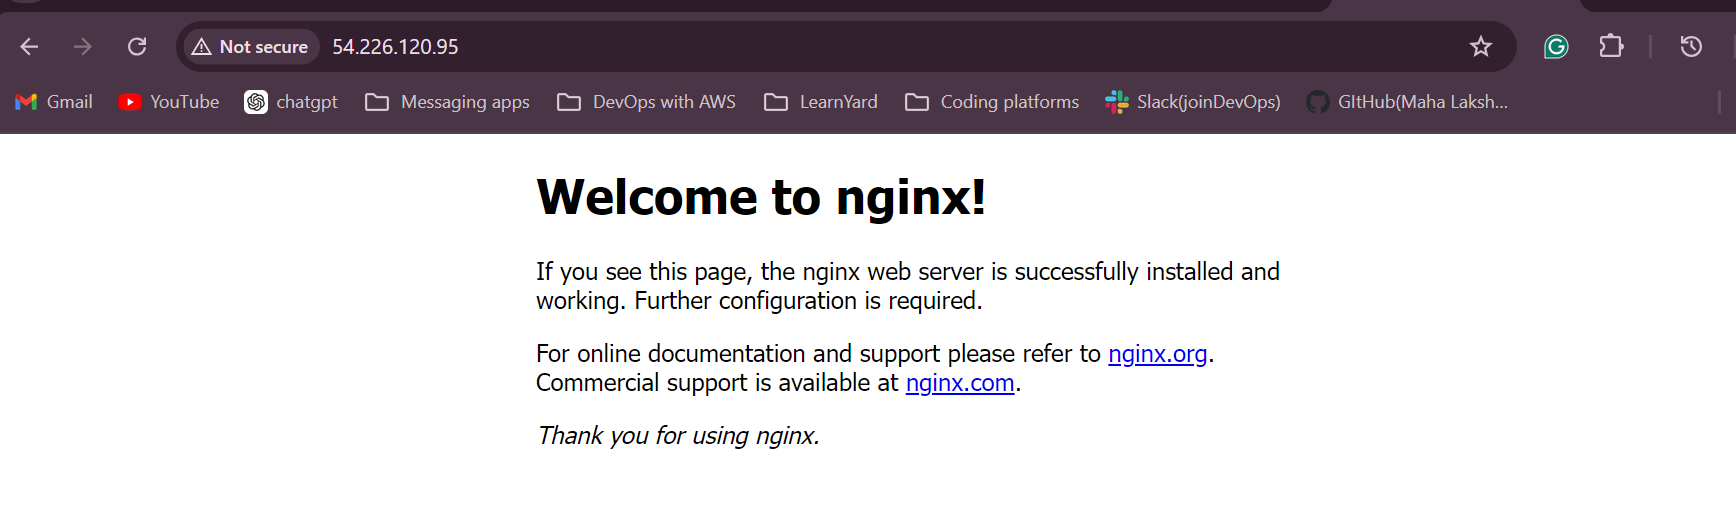 Not secure 54.226.120.95
Gmail YouTube chatgpt Messaging apps DevOps with AWS LearnYard Coding platforms Slack(joinDevOps) GItHub(Maha Laksh...
Welcome to nginx!
If you see this page, the nginx web server is successfully installed and
working. Further configuration is required.
For online documentation and support please refer to nginx.org.
Commercial support is available at nginx.com.
Thank you for using nginx.